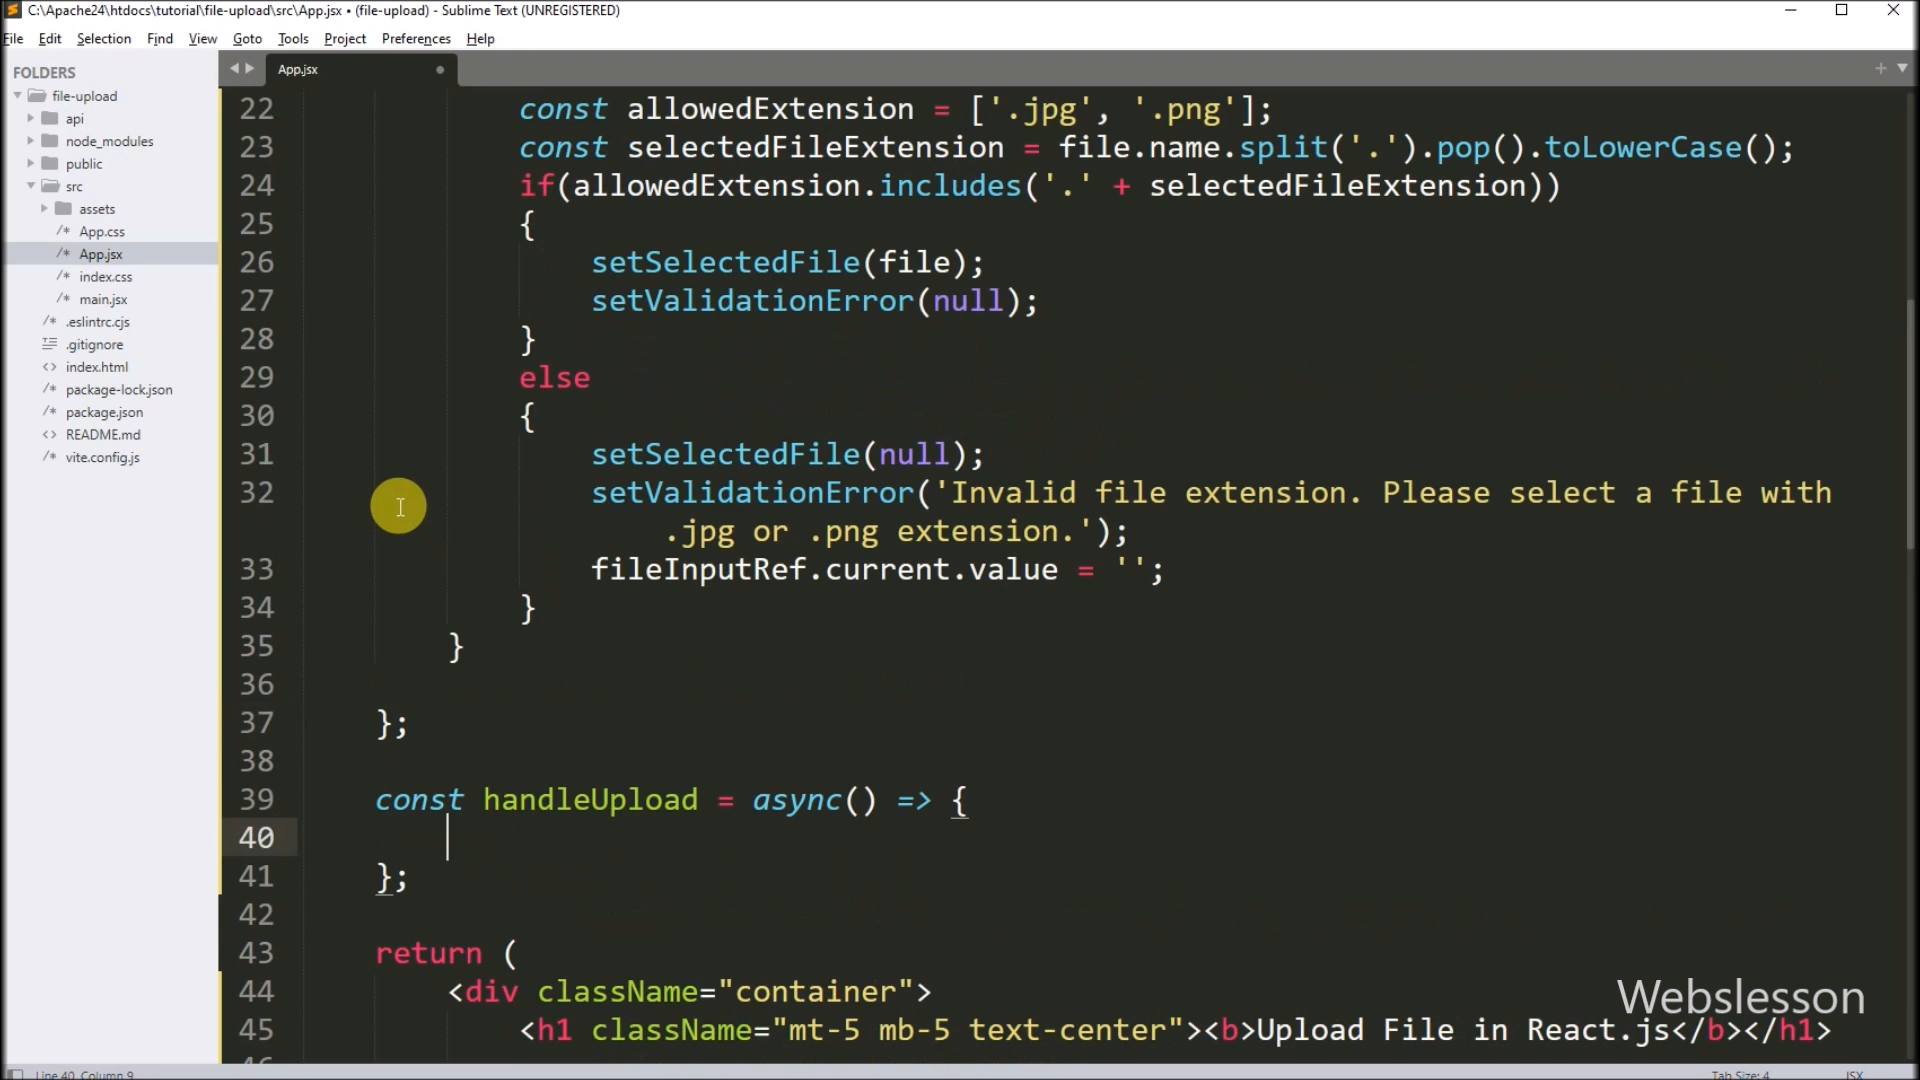 C:\Apache24\htdocs\tutorial\file-upload\src\App.jsx • (file-upload) - Sublime Text (UNREGISTERED)
File Edit Selection Find View Goto Tools Project Preferences Help
FOLDERS
file-upload
api
node_modules
public
src
assets
/* App.css
/* App.jsx
/* index.css
/* main.jsx
/* .eslintrc.cjs
.gitignore
<> index.html
/* package-lock.json
/* package.json
<> README.md
/* vite.config.js
App.jsx
22 const allowedExtension = ['.jpg', '.png'];
23 const selectedFileExtension = file.name.split('.').pop().toLowerCase();
24 if(allowedExtension.includes('.' + selectedFileExtension))
25 {
26 setSelectedFile(file);
27 setValidationError(null);
28 }
29 else
30 {
31 setSelectedFile(null);
32 setValidationError('Invalid file extension. Please select a file with
.jpg or .png extension.');
33 fileInputRef.current.value = '';
34 }
35 }
36
37 };
38
39 const handleUpload = async() => {
40
41 };
42
43 return (
44 <div className="container">
45 <h1 className="mt-5 mb-5 text-center"><b>Upload File in React.js</b></h1>
Webslesson
Line 40, Column 9
Tab Size: 4
JSX